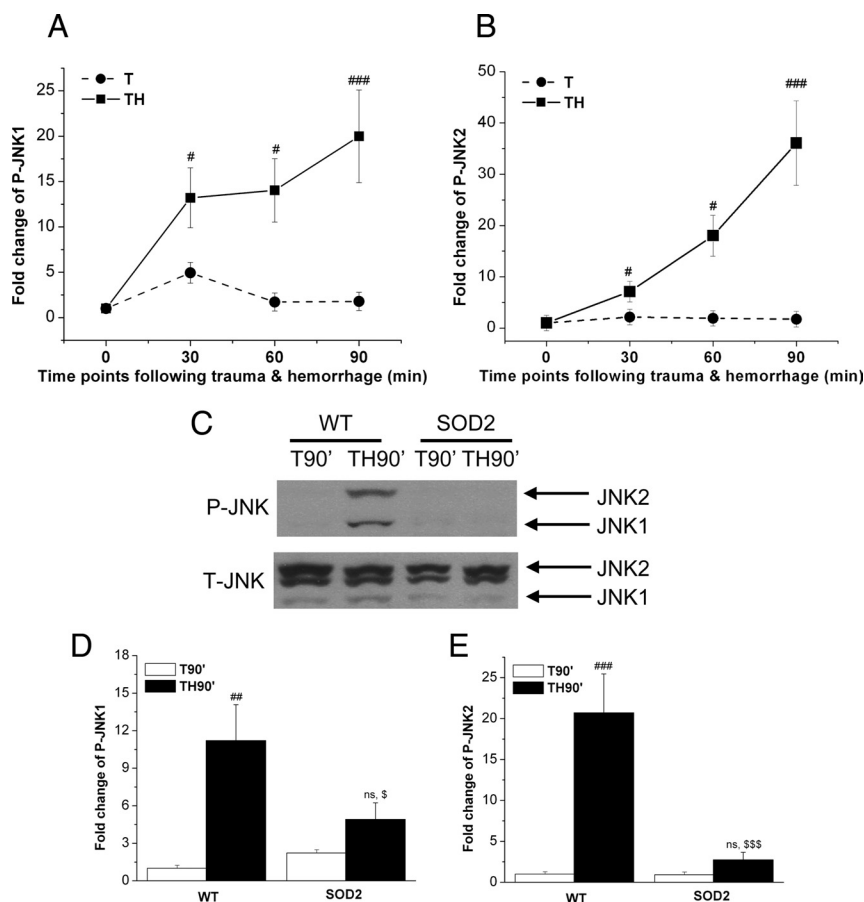 A
T
TH
###
#
#
25
20
15
10
5
0
Fold change of P-JNK1
0 30 60 90
Time points following trauma & hemorrhage (min)
B
T
TH
###
#
#
50
40
30
20
10
0
Fold change of P-JNK2
0 30 60 90
Time points following trauma & hemorrhage (min)
C
WT SOD2
T90' TH90' T90' TH90'
P-JNK
JNK2
JNK1
T-JNK
JNK2
JNK1
D
T90'
TH90'
##
ns, $
18
15
12
9
6
3
0
Fold change of P-JNK1
WT SOD2
E
T90'
TH90'
###
ns, $$$
25
20
15
10
5
0
Fold change of P-JNK2
WT SOD2